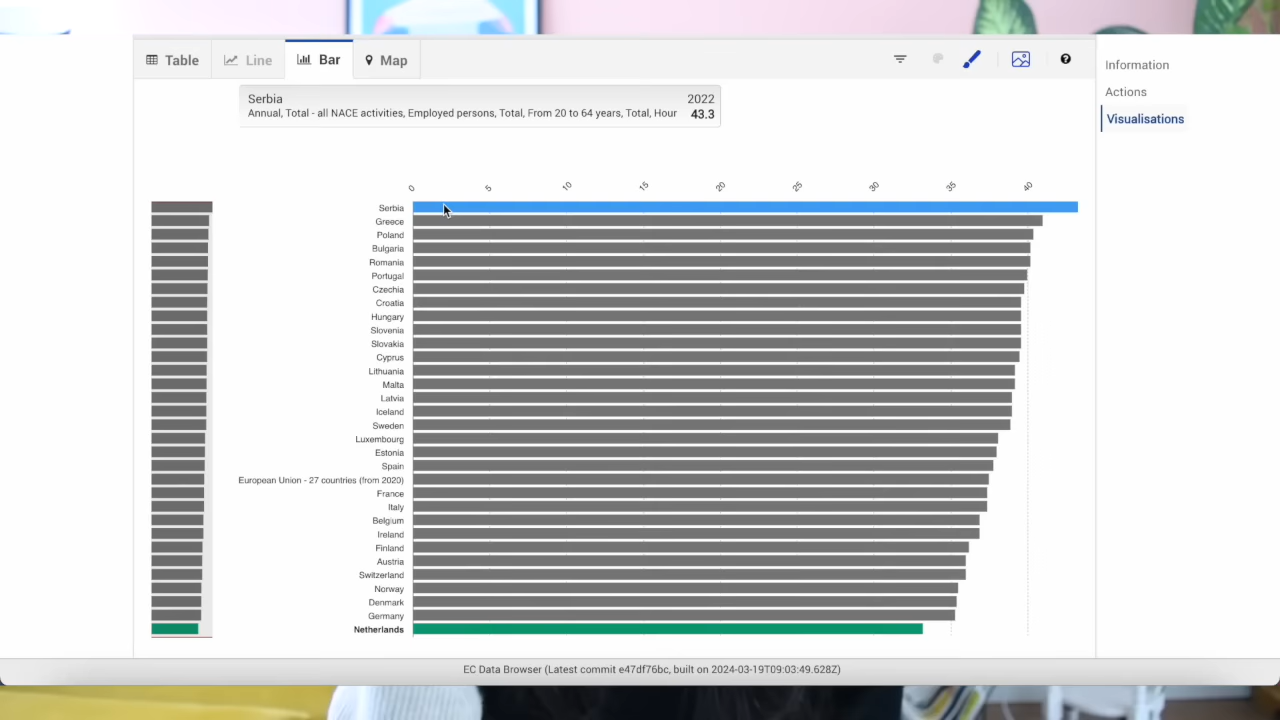 Table
Line
Bar
Map
Information
Actions
Visualisations
Serbia 2022
Annual, Total - all NACE activities, Employed persons, Total, From 20 to 64 years, Total, Hour 43.3
0 5 10 15 20 25 30 35 40
Serbia
Greece
Poland
Bulgaria
Romania
Portugal
Czechia
Croatia
Hungary
Slovenia
Slovakia
Cyprus
Lithuania
Malta
Latvia
Iceland
Sweden
Luxembourg
Estonia
Spain
European Union - 27 countries (from 2020)
France
Italy
Belgium
Ireland
Finland
Austria
Switzerland
Norway
Denmark
Germany
Netherlands
EC Data Browser (Latest commit e47df76bc, built on 2024-03-19T09:03:49.628Z)